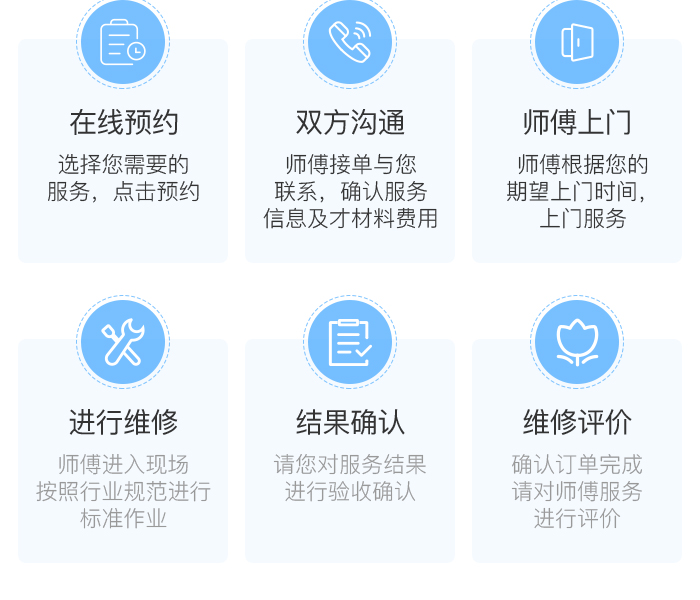 在线预约
选择您需要的
服务，点击预约
双方沟通
师傅接单与您
联系，确认服务
信息及才材料费用
师傅上门
师傅根据您的
期望上门时间，
上门服务
进行维修
师傅进入现场
按照行业规范进行
标准作业
结果确认
请您对服务结果
进行验收确认
维修评价
确认订单完成
请对师傅服务
进行评价